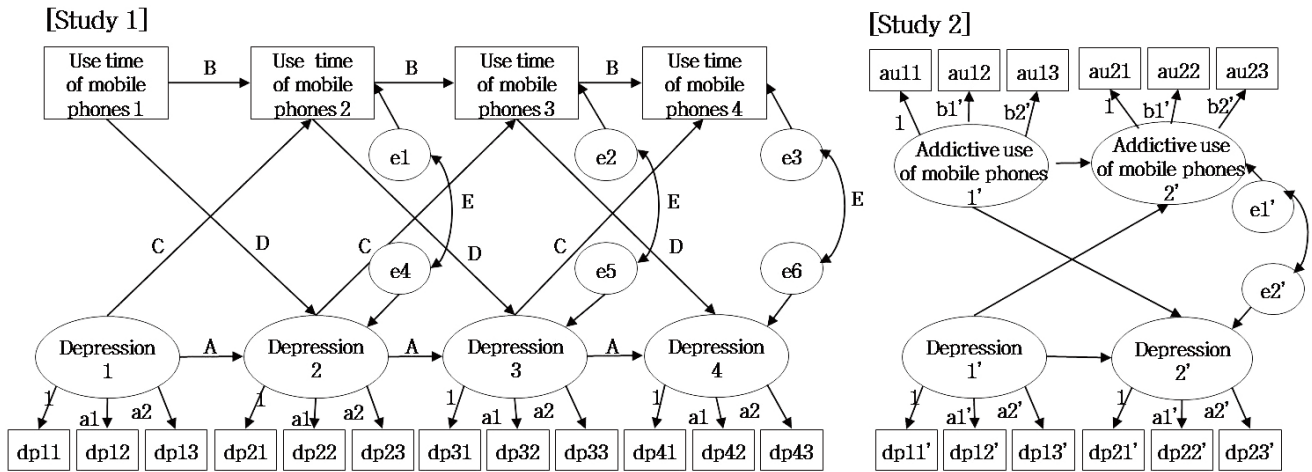 [Study 1]
Use time
of mobile
phones 1
B
Use time
of mobile
phones 2
B
Use time
of mobile
phones 3
B
Use time
of mobile
phones 4
e1
e2
e3
E
E
E
C
D
C
D
C
D
e4
e5
e6
Depression
1
A
Depression
2
A
Depression
3
A
Depression
4
1
a1
a2
1
a1
a2
1
a1
a2
1
a1
a2
dp11
dp12
dp13
dp21
dp22
dp23
dp31
dp32
dp33
dp41
dp42
dp43
[Study 2]
au11
au12
au13
au21
au22
au23
1
b1'
b2'
1
b1'
b2'
Addictive use
of mobile phones
1'
Addictive use
of mobile phones
2'
e1'
e2'
Depression
1'
Depression
2'
1
a1'
a2'
1
a1'
a2'
dp11'
dp12'
dp13'
dp21'
dp22'
dp23'